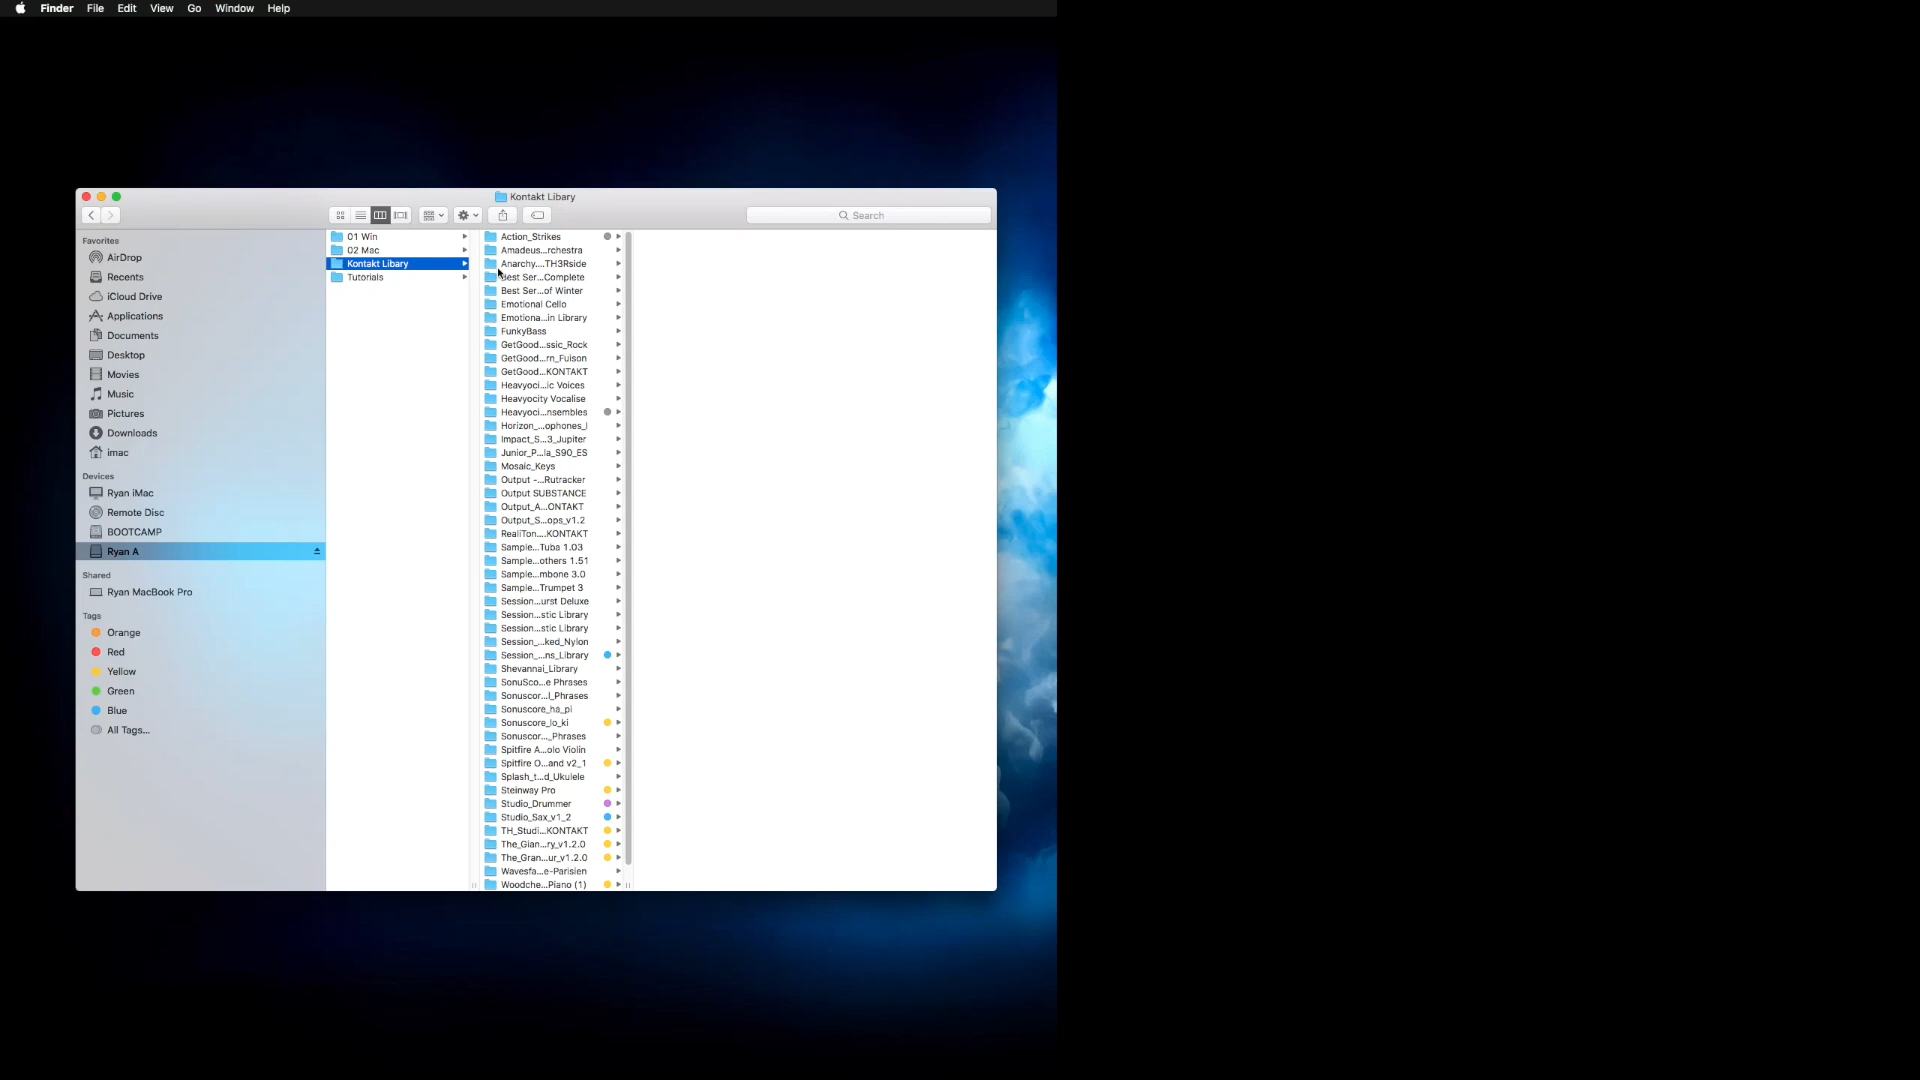 Finder File Edit View Go Window Help
Kontakt Libary
Search
Favorites
AirDrop
Recents
iCloud Drive
Applications
Documents
Desktop
Movies
Music
Pictures
Downloads
imac
Devices
Ryan iMac
Remote Disc
BOOTCAMP
Ryan A
Shared
Ryan MacBook Pro
Tags
Orange
Red
Yellow
Green
Blue
All Tags...
01 Win
02 Mac
Kontakt Libary
Tutorials
Action_Strikes
Amadeus...rchestra
Anarchy....TH3Rside
Best Ser...Complete
Best Ser...of Winter
Emotional Cello
Emotiona...in Library
FunkyBass
GetGood...ssic_Rock
GetGood...rn_Fuison
GetGood...KONTAKT
Heavyoci...ic Voices
Heavyocity Vocalise
Heavyoci...nsembles
Horizon_...ophones_I
Impact_S...3_Jupiter
Junior_P...la_S90_ES
Mosaic_Keys
Output -...Rutracker
Output SUBSTANCE
Output_A...ONTAKT
Output_S...ops_v1.2
RealiTon....KONTAKT
Sample...Tuba 1.03
Sample...others 1.51
Sample...mbone 3.0
Sample...Trumpet 3
Session...urst Deluxe
Session...stic Library
Session...stic Library
Session_...ked_Nylon
Session_...ns_Library
Shevannai_Library
SonuSco...e Phrases
Sonuscor...l_Phrases
Sonuscore_ha_pi
Sonuscore_lo_ki
Sonuscor..._Phrases
Spitfire A...olo Violin
Spitfire O...and v2_1
Splash_t...d_Ukulele
Steinway Pro
Studio_Drummer
Studio_Sax_v1_2
TH_Studi...KONTAKT
The_Gian...ry_v1.2.0
The_Gran...ur_v1.2.0
Wavesfa...e-Parisien
Woodche...Piano (1)